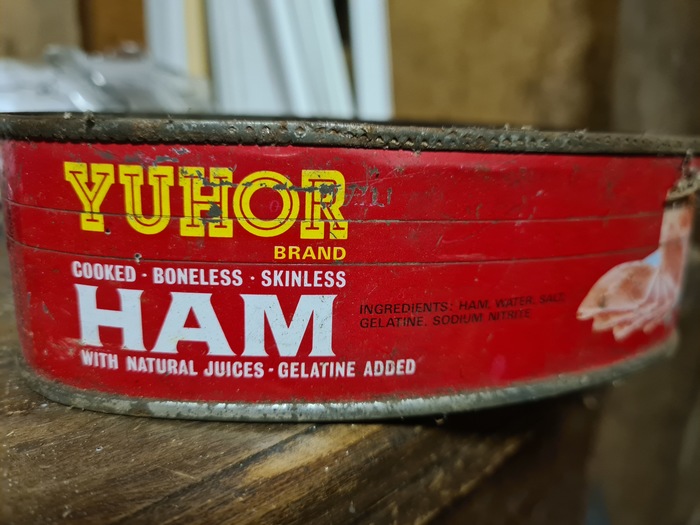 YUHOR
BRAND
COOKED · BONELESS · SKINLESS
HAM
WITH NATURAL JUICES - GELATINE ADDED
INGREDIENTS: HAM, WATER, SALT,
GELATINE, SODIUM NITRITE